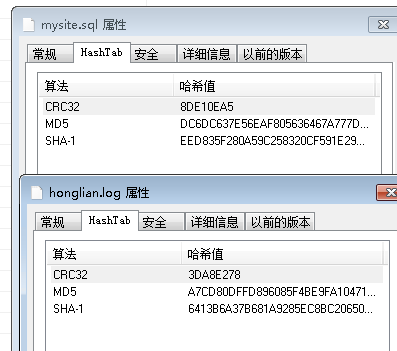 mysite.sql 属性
常规 HashTab 安全 详细信息 以前的版本
算法 哈希值
CRC32 8DE10EA5
MD5 DC6DC637E56EAF805636467A777D...
SHA-1 EED835F280A59C258320CF591E29...
honglian.log 属性
常规 HashTab 安全 详细信息 以前的版本
算法 哈希值
CRC32 3DA8E278
MD5 A7CD80DFFD896085F4BE9FA10471...
SHA-1 6413B6A37B681A9285EC8BC20650...